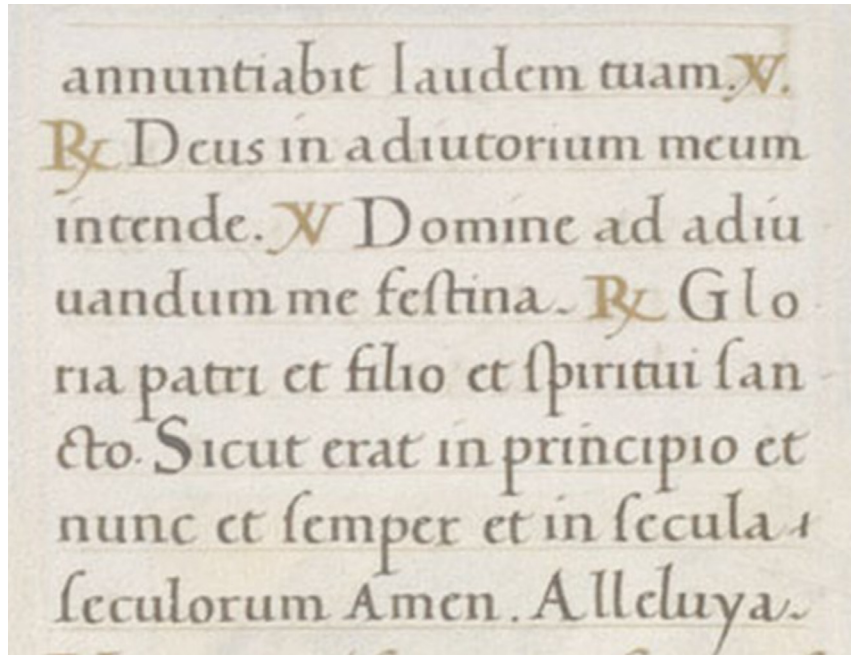 annuntiabit laudem tuam. ℣.
℟ Deus in adiutorium meum
intende. ℣ Domine ad adiu
uandum me feſtina. ℟ Glo
ria patri et filio et ſpiritui ſan
cto. Sicut erat in principio et
nunc et ſemper et in ſecula
ſeculorum Amen. Alleluya.